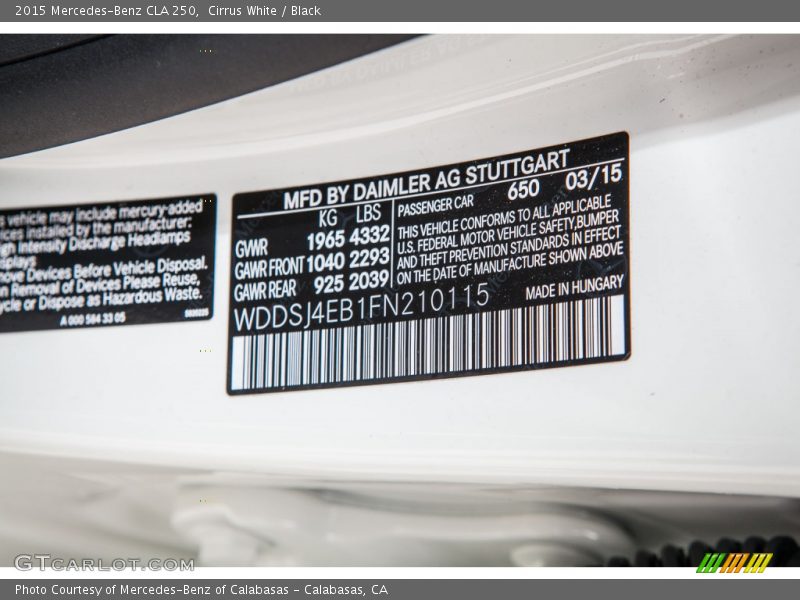 2015 Mercedes-Benz CLA 250,  Cirrus White / Black
vehicle may include mercury-added
installed by the manufacturer:
Intensity Discharge Headlamps
Devices Before Vehicle Disposal.
Removal of Devices Please Reuse,
or Dispose as Hazardous Waste.
A 000 584 33 05
MFD BY DAIMLER AG STUTTGART
KG LBS
GVWR 1965 4332
GAWR FRONT 1040 2293
GAWR REAR 925 2039
PASSENGER CAR 650 03/15
THIS VEHICLE CONFORMS TO ALL APPLICABLE
U.S. FEDERAL MOTOR VEHICLE SAFETY,BUMPER
AND THEFT PREVENTION STANDARDS IN EFFECT
ON THE DATE OF MANUFACTURE SHOWN ABOVE
WDDSJ4EB1FN210115
MADE IN HUNGARY
GTCARLOT.COM
Photo Courtesy of Mercedes-Benz of Calabasas - Calabasas, CA